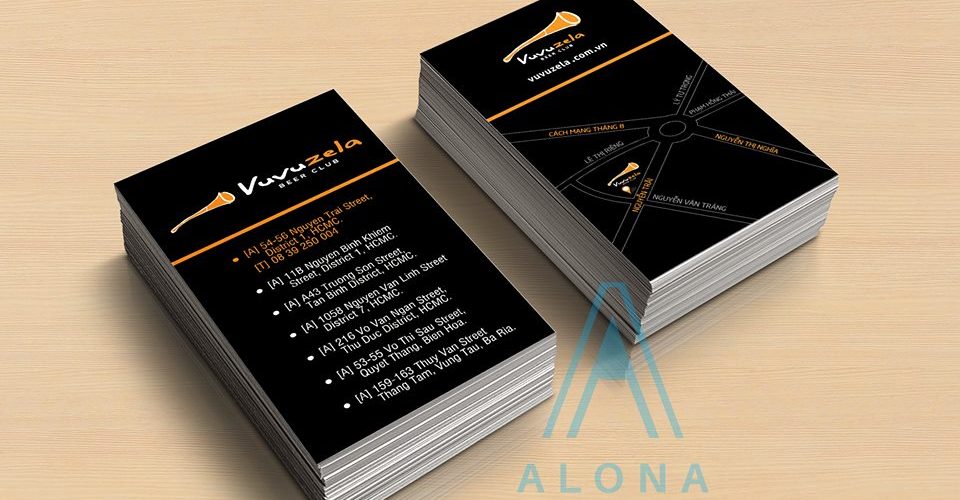 Vuvuzela
BEER CLUB
[A] 54-56 Nguyen Trai Street,
District 1, HCMC.
[T] 08 39 250 004
[A] 11B Nguyen Binh Khiem
Street, District 1, HCMC.
[A] A43 Truong Son Street,
Tan Binh District, HCMC.
[A] 1058 Nguyen Van Linh Street
District 7, HCMC.
[A] 216 Vo Van Ngan Street,
Thu Duc District, HCMC.
[A] 53-55 Vo Thi Sau Street,
Quyet Thang, Bien Hoa.
[A] 159-163 Thuy Van Street
Thang Tam, Vung Tau, Ba Ria.
Vuvuzela
BEER CLUB
vuvuzela.com.vn
LÝ TỰ TRỌNG
PHẠM HỒNG THÁI
CÁCH MẠNG THÁNG 8
NGUYỄN THỊ NGHĨA
LÊ THỊ RIÊNG
Vuvuzela
NGUYỄN TRÃI
NGUYỄN VĂN TRÁNG
ALONA